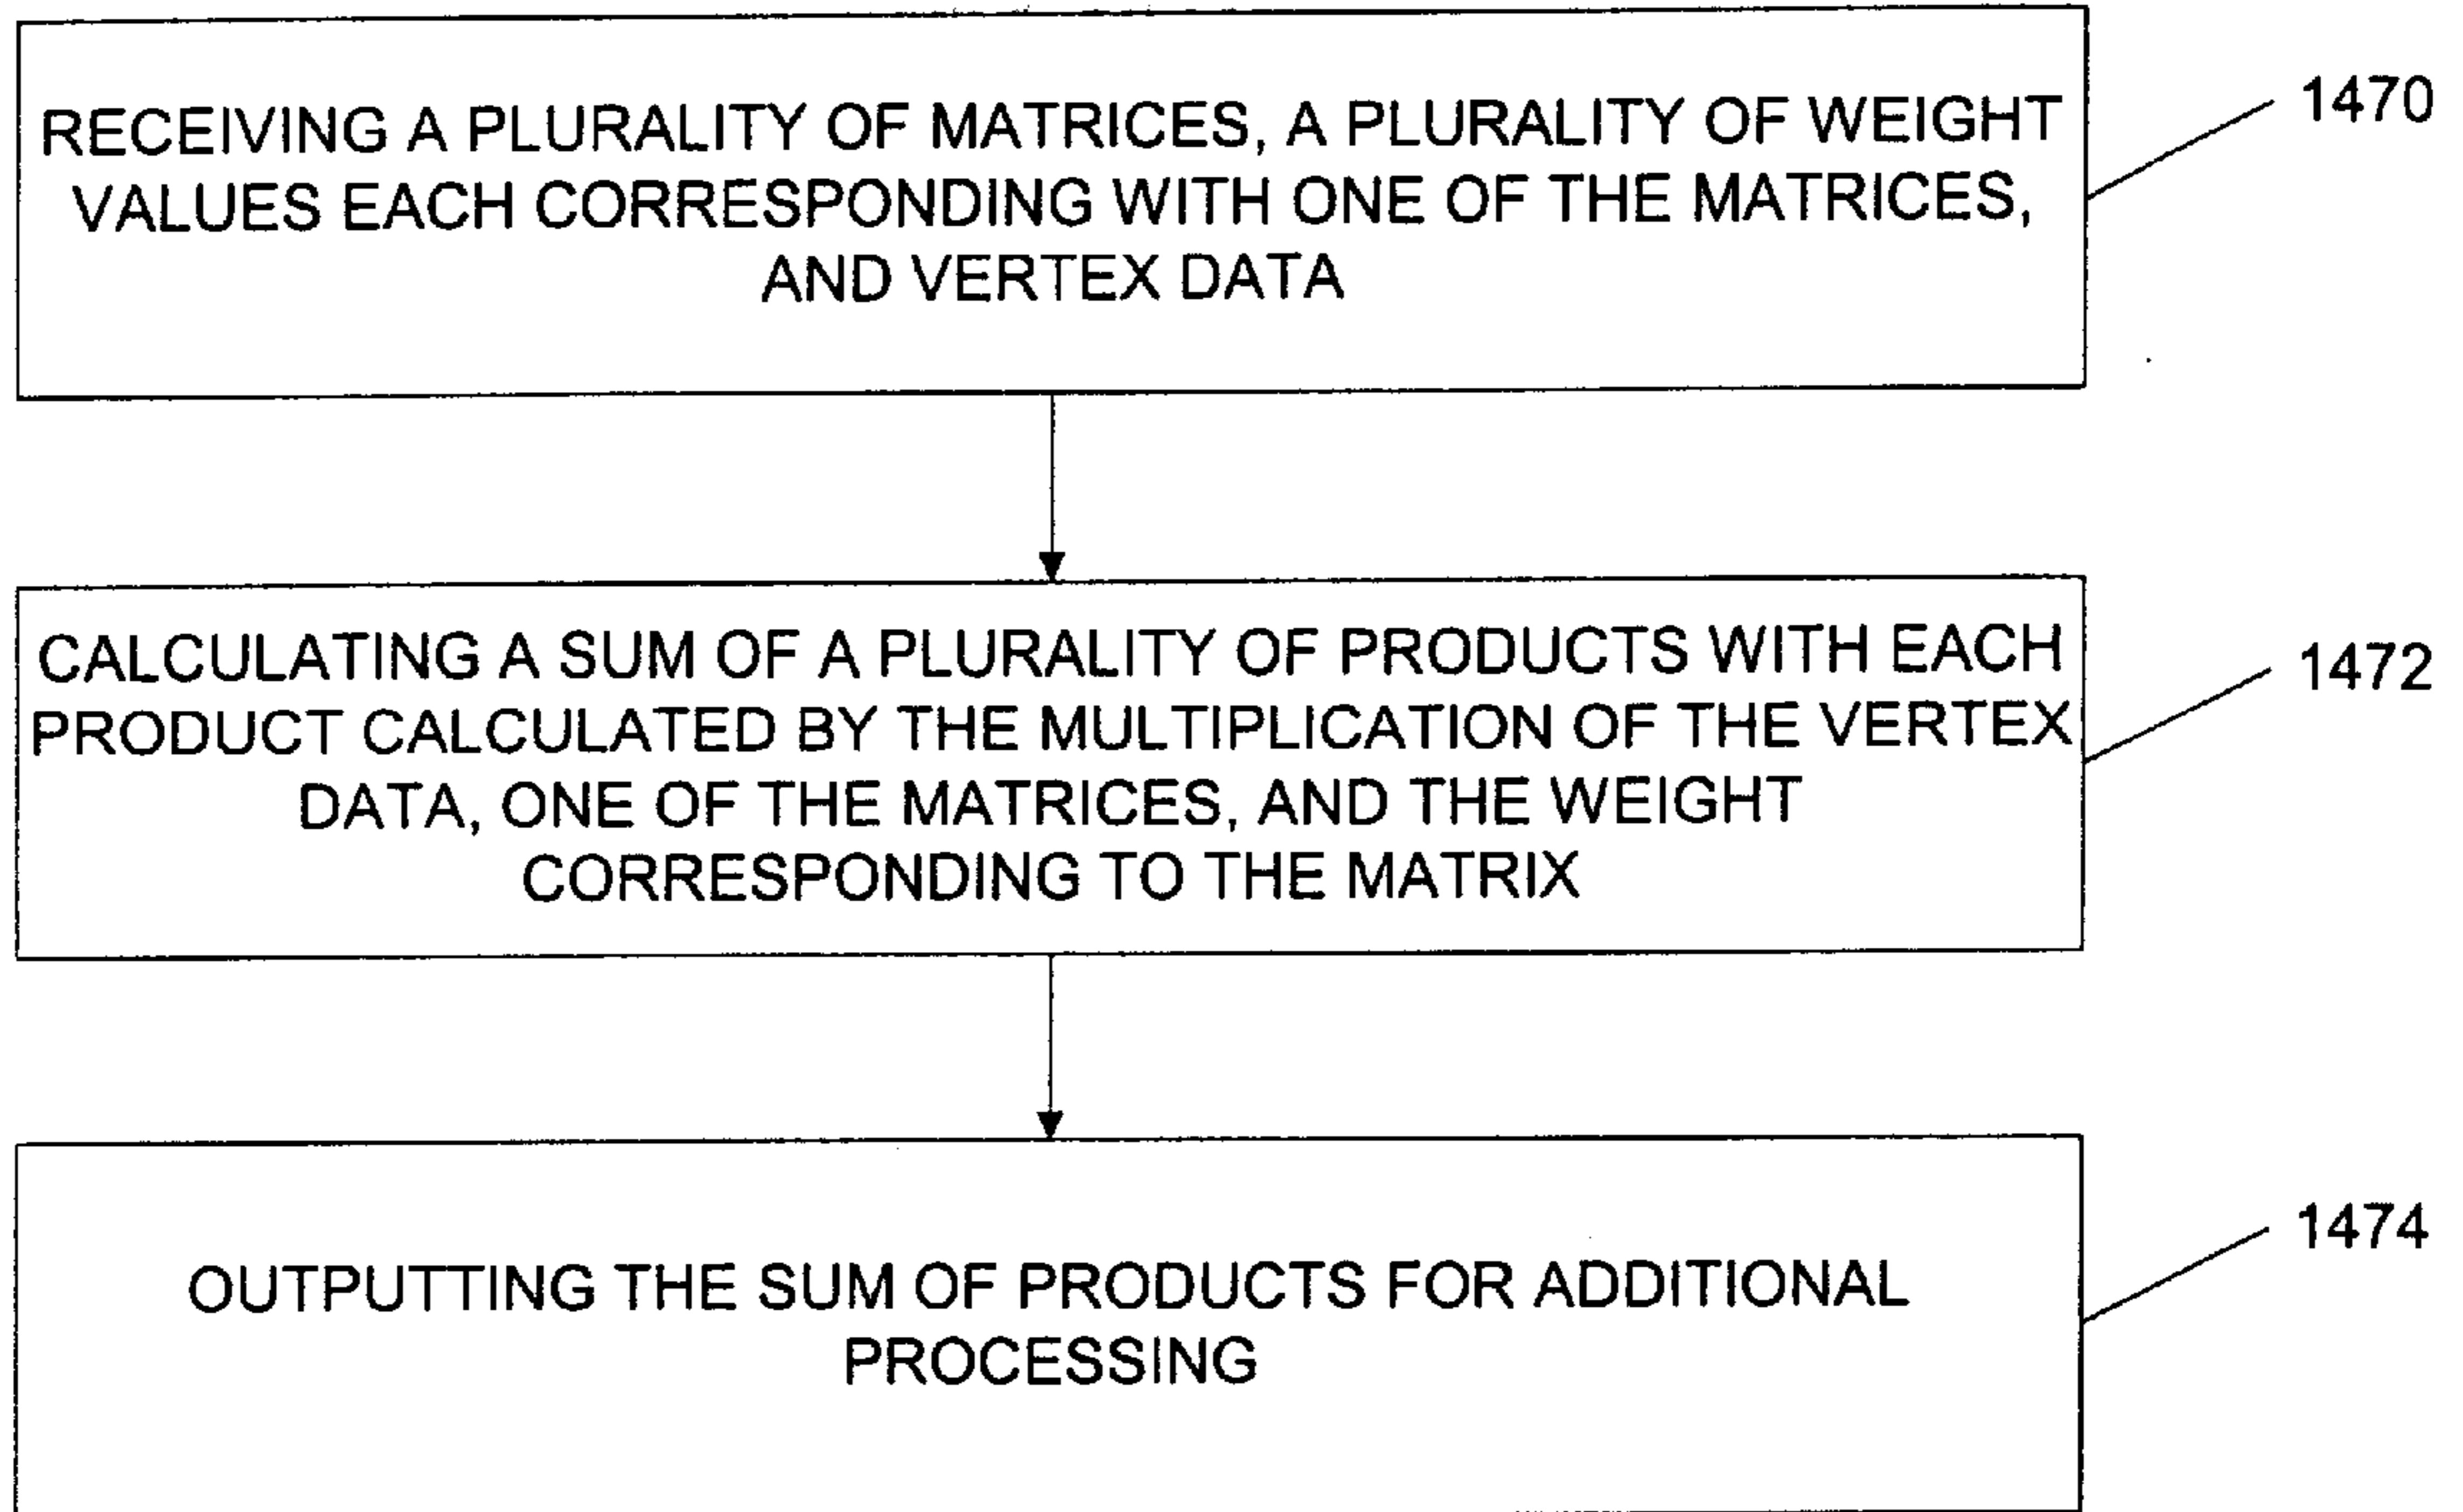 RECEIVING A PLURALITY OF MATRICES, A PLURALITY OF WEIGHT
VALUES EACH CORRESPONDING WITH ONE OF THE MATRICES,
AND VERTEX DATA
1470
CALCULATING A SUM OF A PLURALITY OF PRODUCTS WITH EACH
PRODUCT CALCULATED BY THE MULTIPLICATION OF THE VERTEX
DATA, ONE OF THE MATRICES, AND THE WEIGHT
CORRESPONDING TO THE MATRIX
1472
OUTPUTTING THE SUM OF PRODUCTS FOR ADDITIONAL
PROCESSING
1474